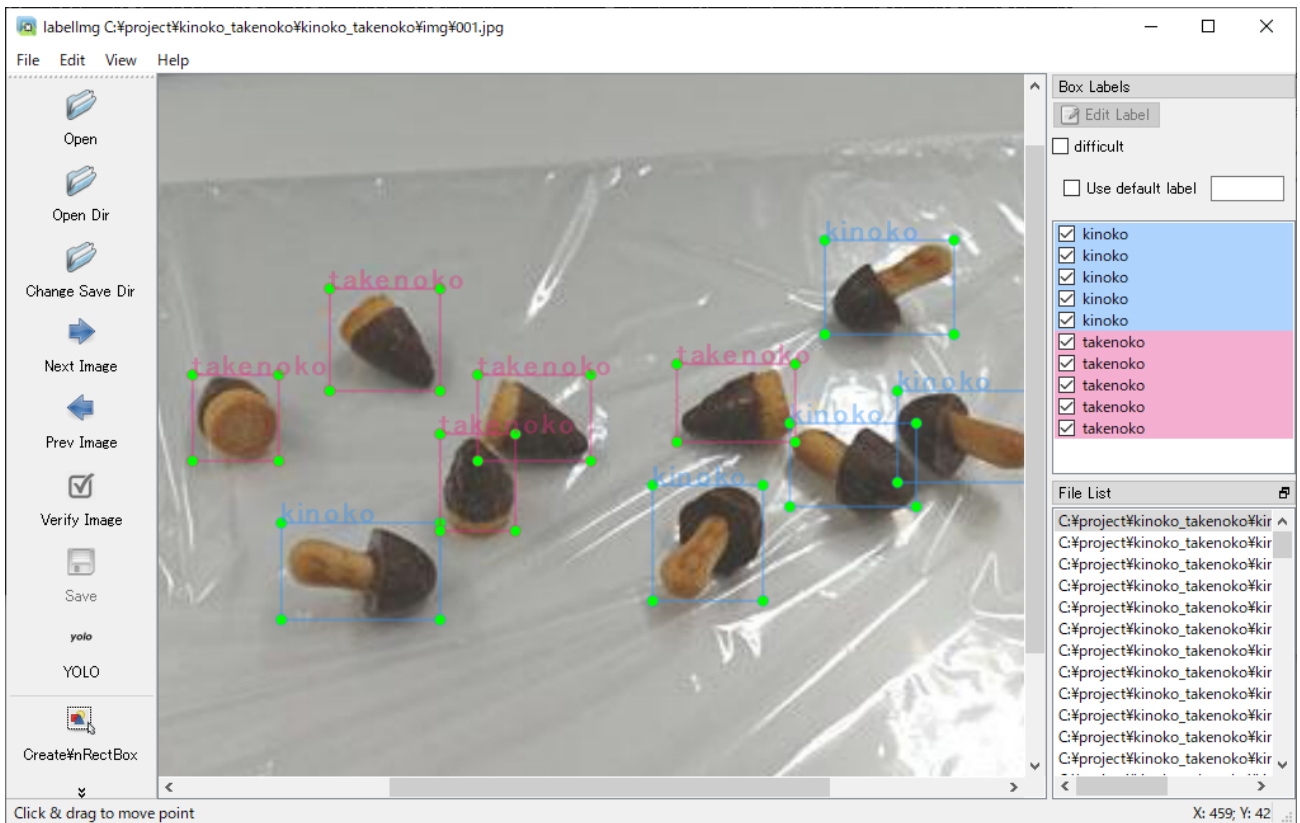 labelImg C:¥project¥kinoko_takenoko¥kinoko_takenoko¥img¥001.jpg
File Edit View Help
Open
Open Dir
Change Save Dir
Next Image
Prev Image
Verify Image
Save
yolo
YOLO
Create¥nRectBox
kinoko
takenoko
takenoko
takenoko
takenoko
kinoko
kinoko
takenoko
kinoko
kinoko
Box Labels
Edit Label
difficult
Use default label
kinoko
kinoko
kinoko
kinoko
kinoko
takenoko
takenoko
takenoko
takenoko
takenoko
File List
C:¥project¥kinoko_takenoko¥kir
C:¥project¥kinoko_takenoko¥kir
C:¥project¥kinoko_takenoko¥kir
C:¥project¥kinoko_takenoko¥kir
C:¥project¥kinoko_takenoko¥kir
C:¥project¥kinoko_takenoko¥kir
C:¥project¥kinoko_takenoko¥kir
C:¥project¥kinoko_takenoko¥kir
C:¥project¥kinoko_takenoko¥kir
C:¥project¥kinoko_takenoko¥kir
C:¥project¥kinoko_takenoko¥kir
C:¥project¥kinoko_takenoko¥kir
Click & drag to move point
X: 459; Y: 42